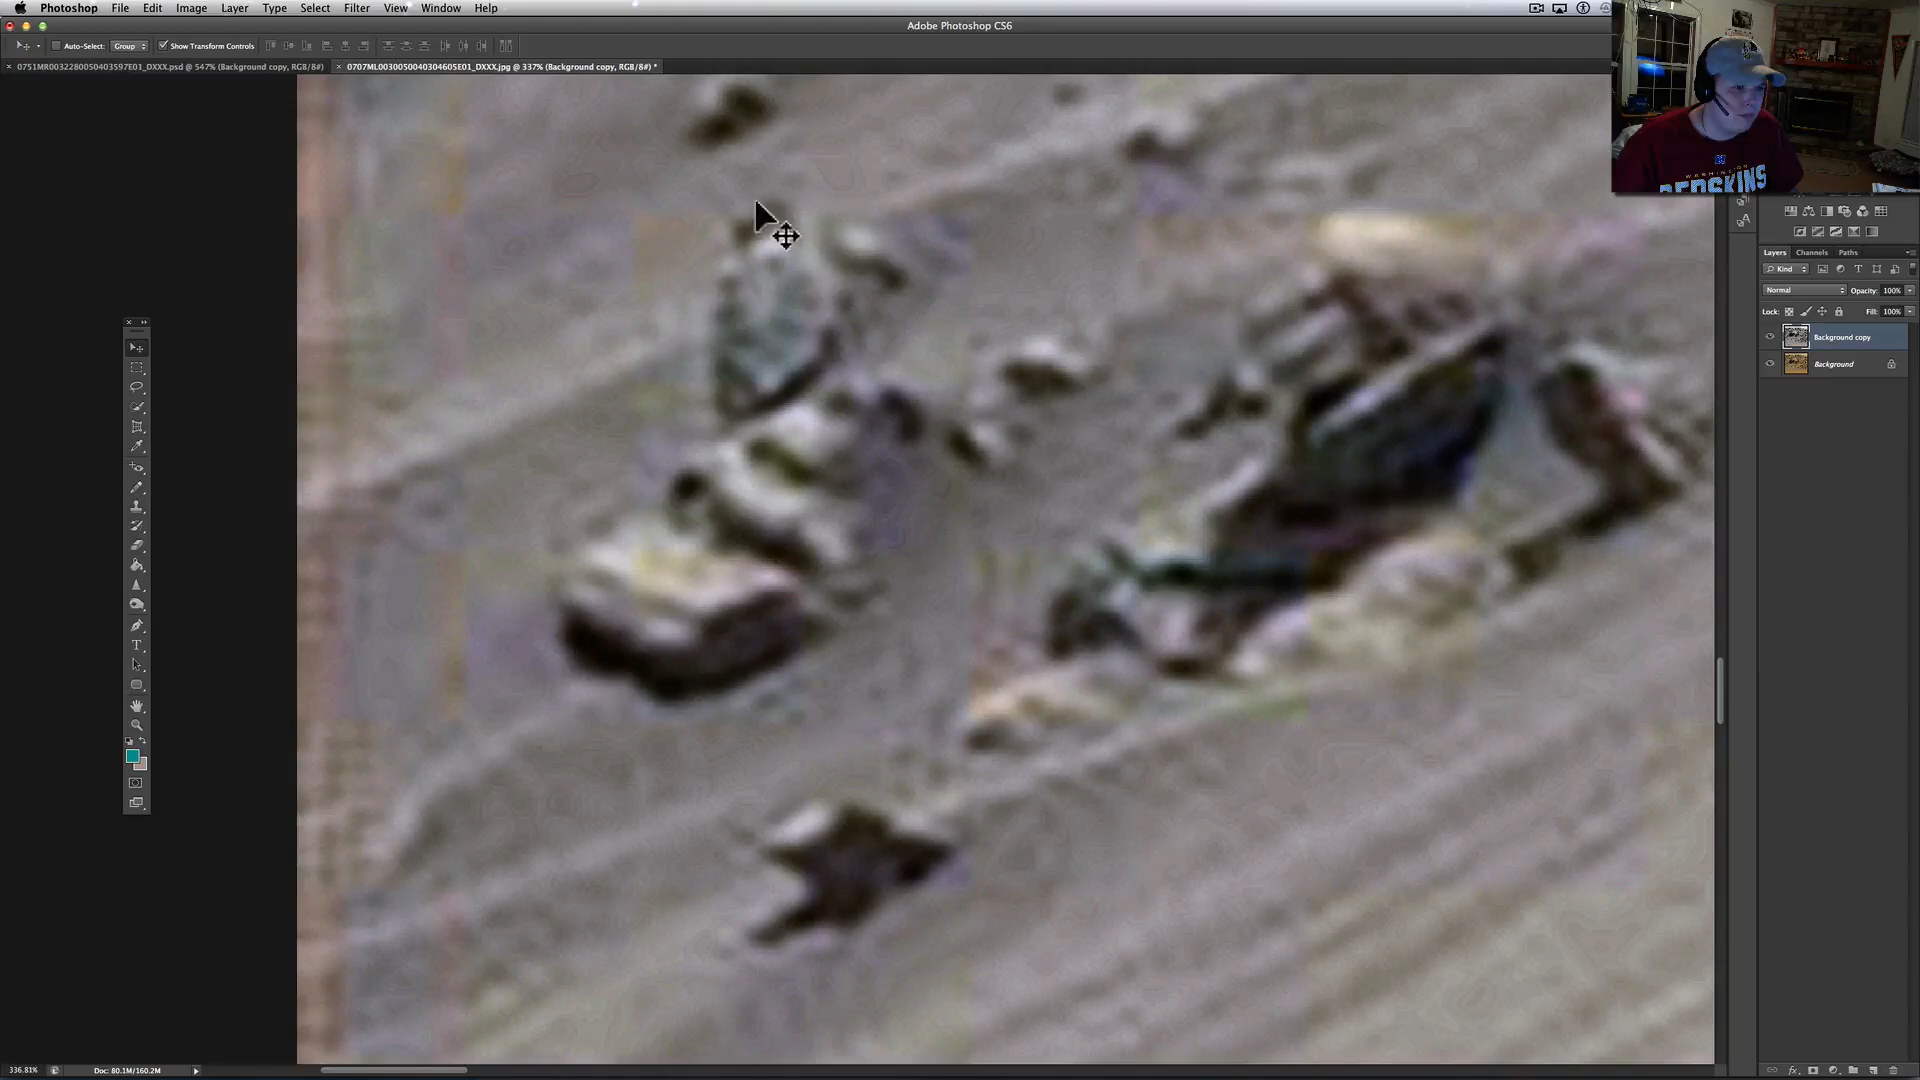 Photoshop File Edit Image Layer Type Select Filter View Window Help
Adobe Photoshop CS6
Auto-Select: Group Show Transform Controls
0751MR0032280050403597E01_DXXX.psd @ 547% (Background copy, RGB/8#) 0707ML0030050040304605E01_DXXX.jpg @ 337% (Background copy, RGB/8#) *
WASHINGTON
REDSKINS
Layers Channels Paths
Kind
Normal Opacity: 100%
Lock: Fill: 100%
Background copy
Background
336.81% Doc: 80.1M/160.2M